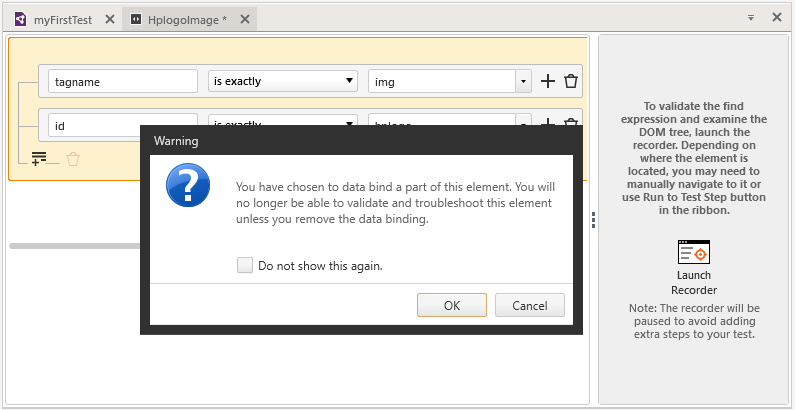 myFirstTest
HplogoImage *
tagname
is exactly
img
id
is exactly
Warning
You have chosen to data bind a part of this element. You will
no longer be able to validate and troubleshoot this element
unless you remove the data binding.
Do not show this again.
OK
Cancel
To validate the find
expression and examine the
DOM tree, launch the
recorder. Depending on
where the element is
located, you may need to
manually navigate to it or
use Run to Test Step button
in the ribbon.
Launch
Recorder
Note: The recorder will be
paused to avoid adding
extra steps to your test.